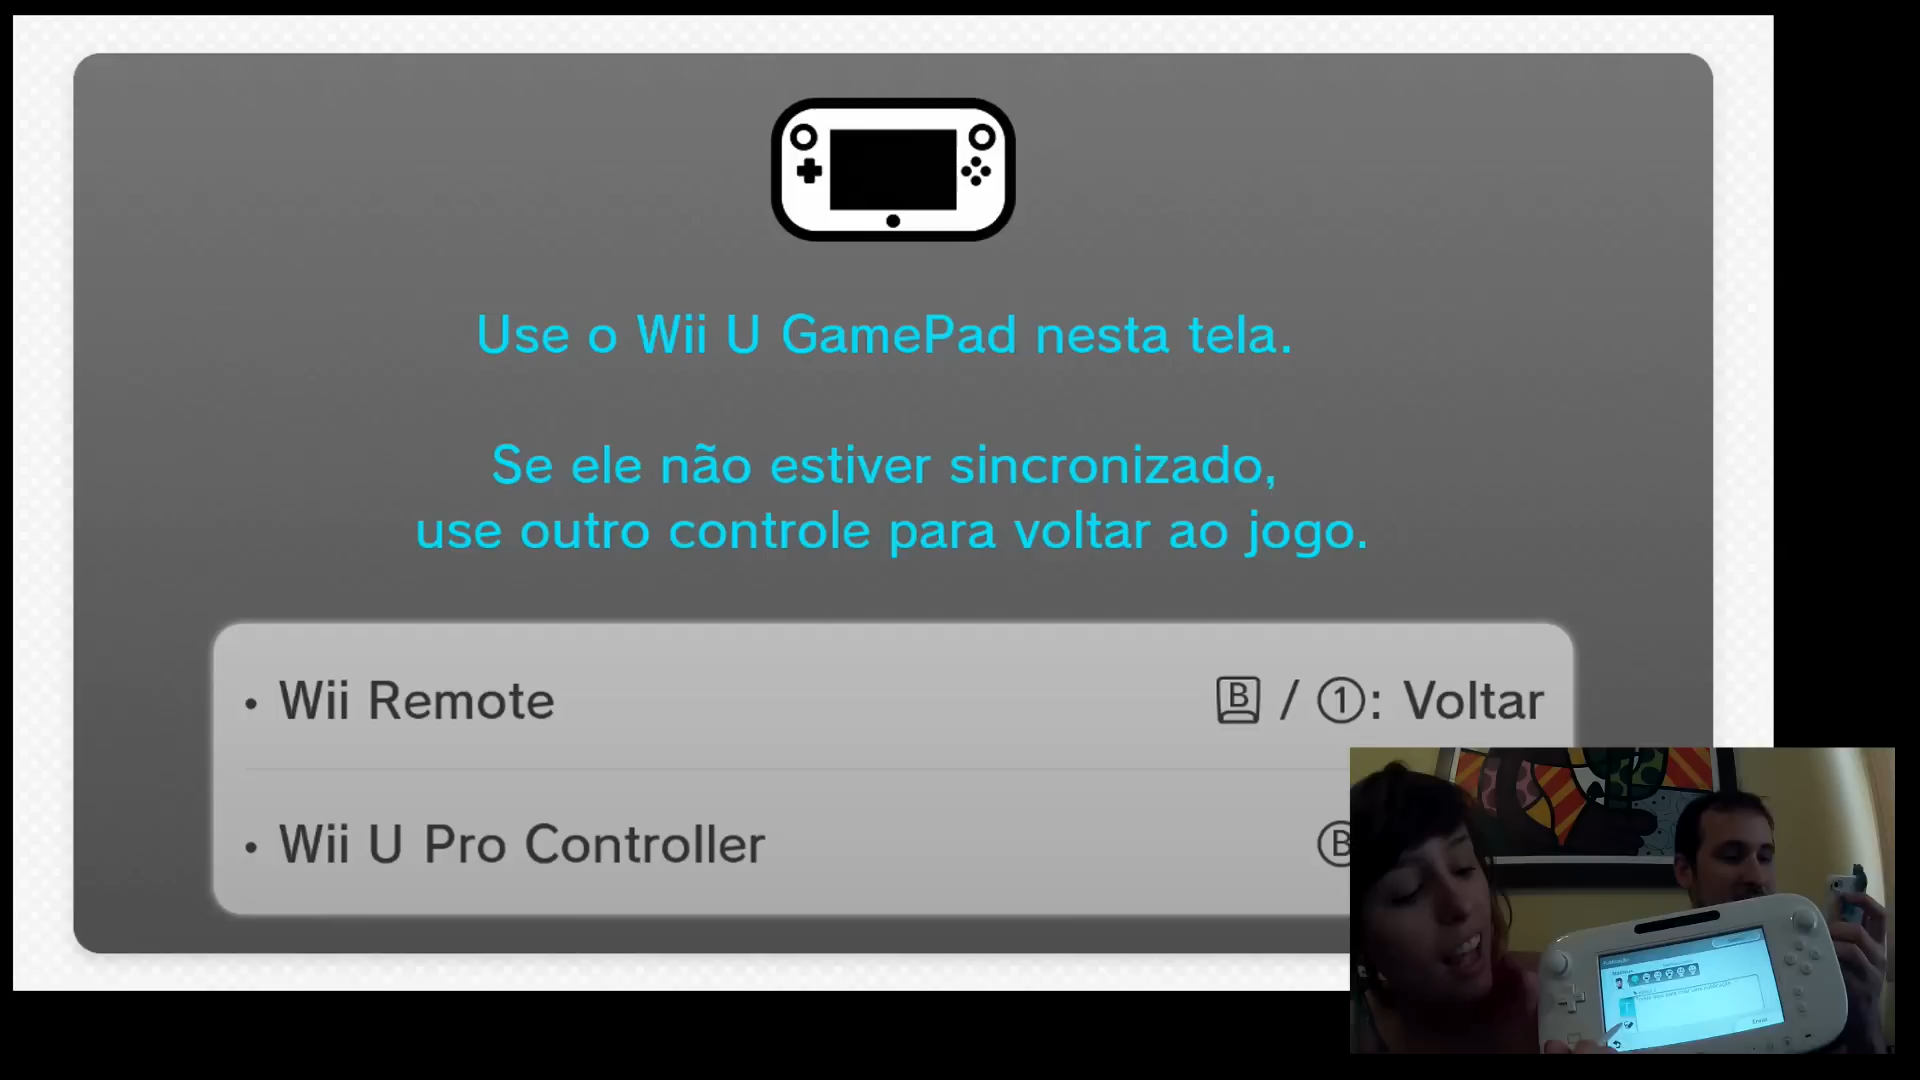 Use o Wii U GamePad nesta tela.
Se ele não estiver sincronizado,
use outro controle para voltar ao jogo.
• Wii Remote
B / 1: Voltar
• Wii U Pro Controller
B
Enviar